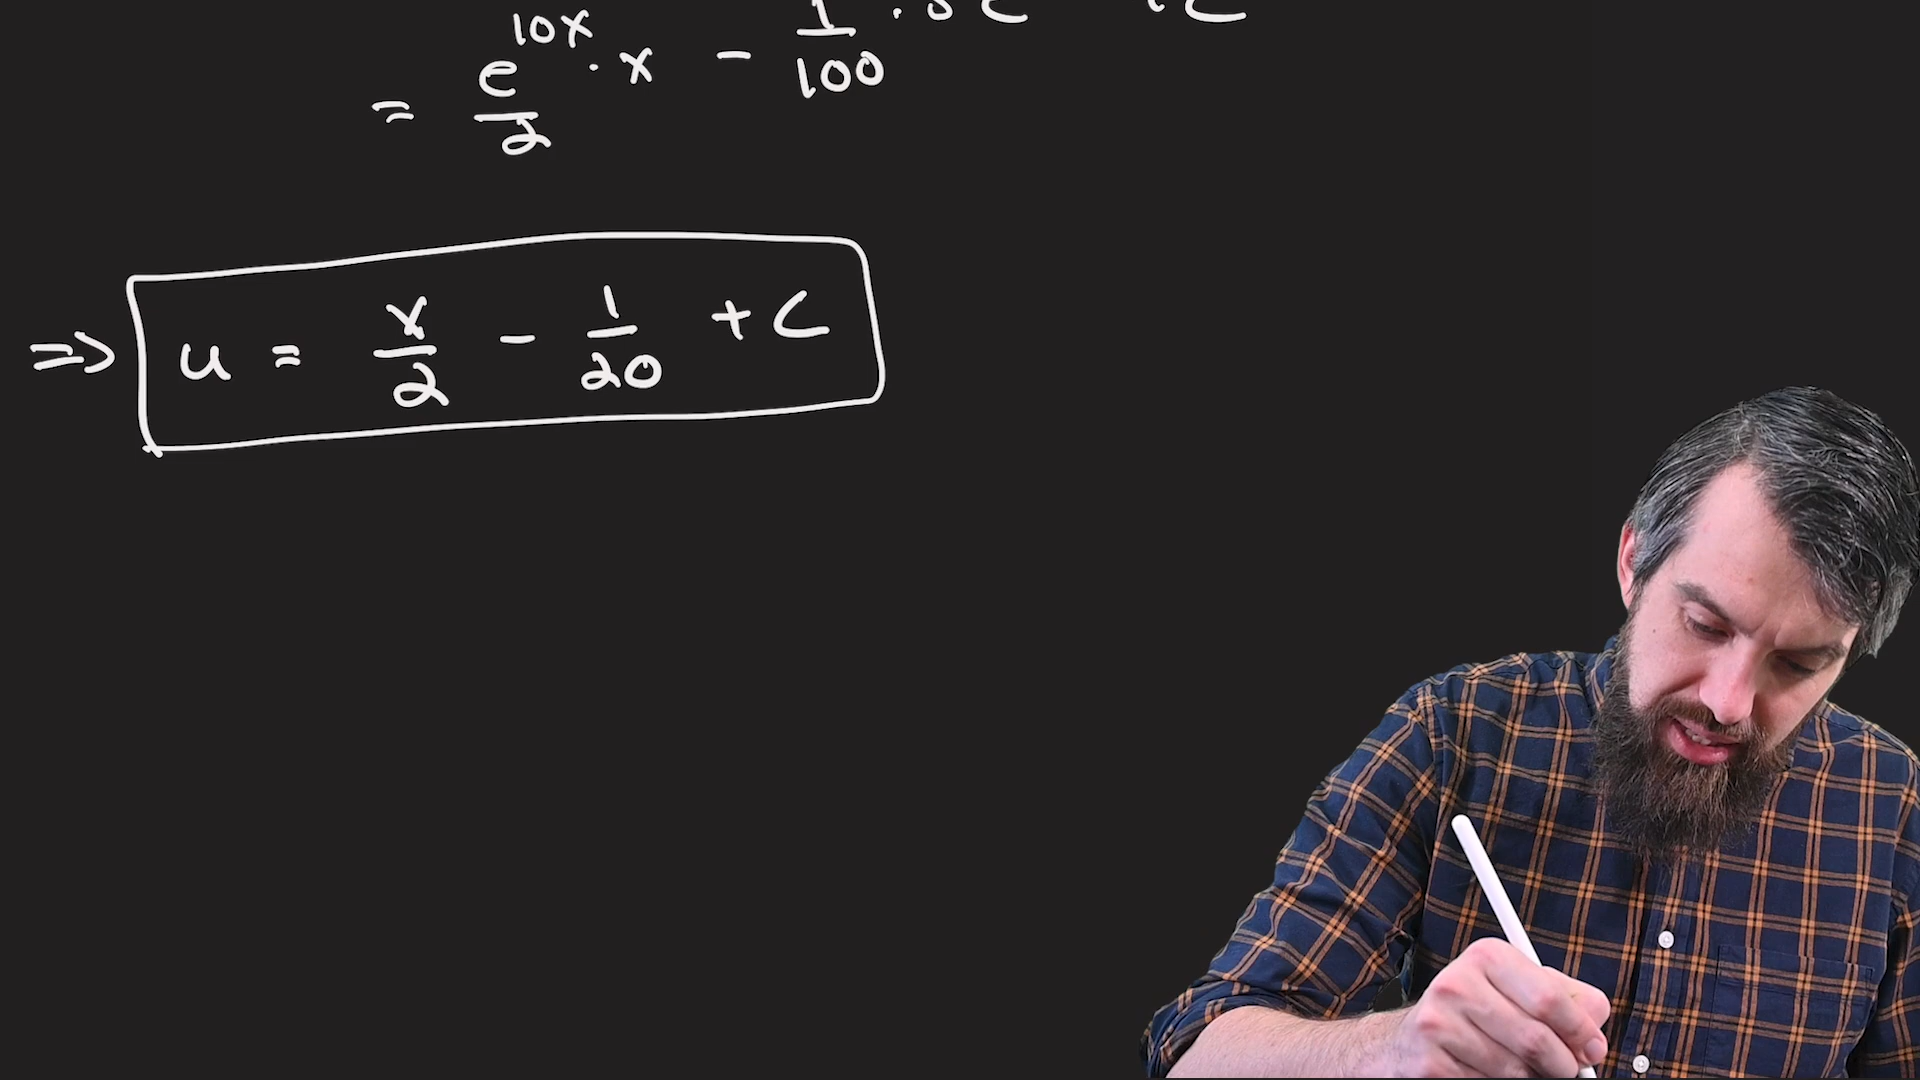 = e^{10x}/2 · x - 1/100 ·
=> u = x/2 - 1/20 + C